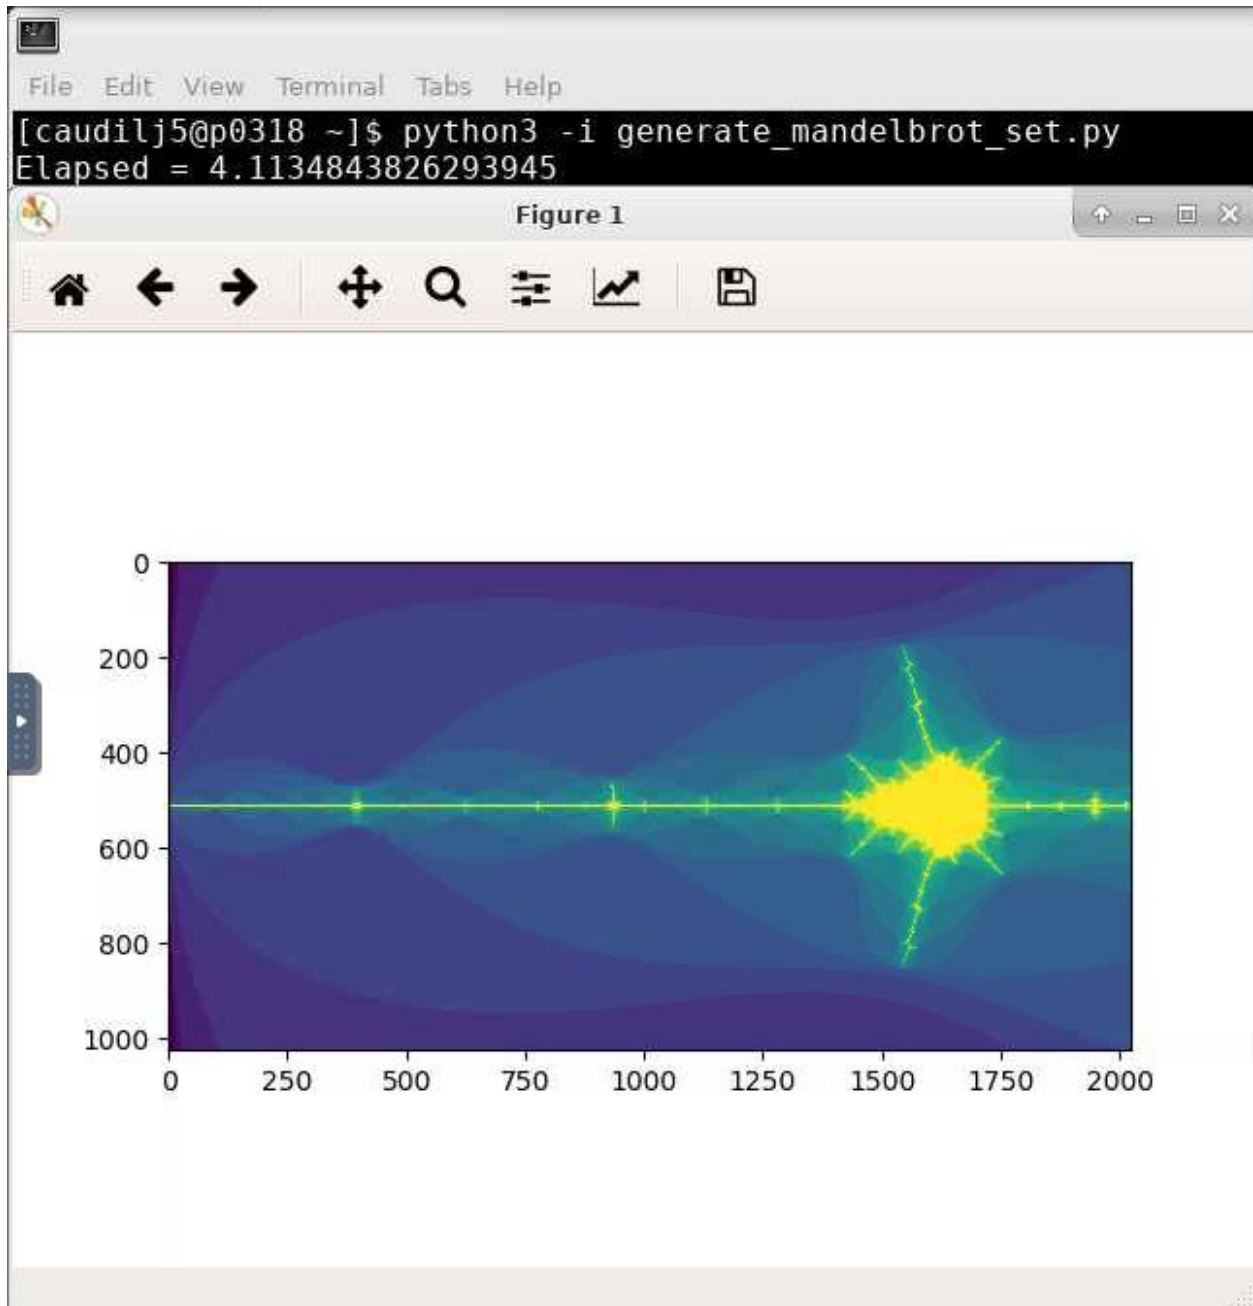 File Edit View Terminal Tabs Help
[caudilj5@p0318 ~]$ python3 -i generate_mandelbrot_set.py
Elapsed = 4.1134843826293945
Figure 1
0
200
400
600
800
1000
0 250 500 750 1000 1250 1500 1750 2000